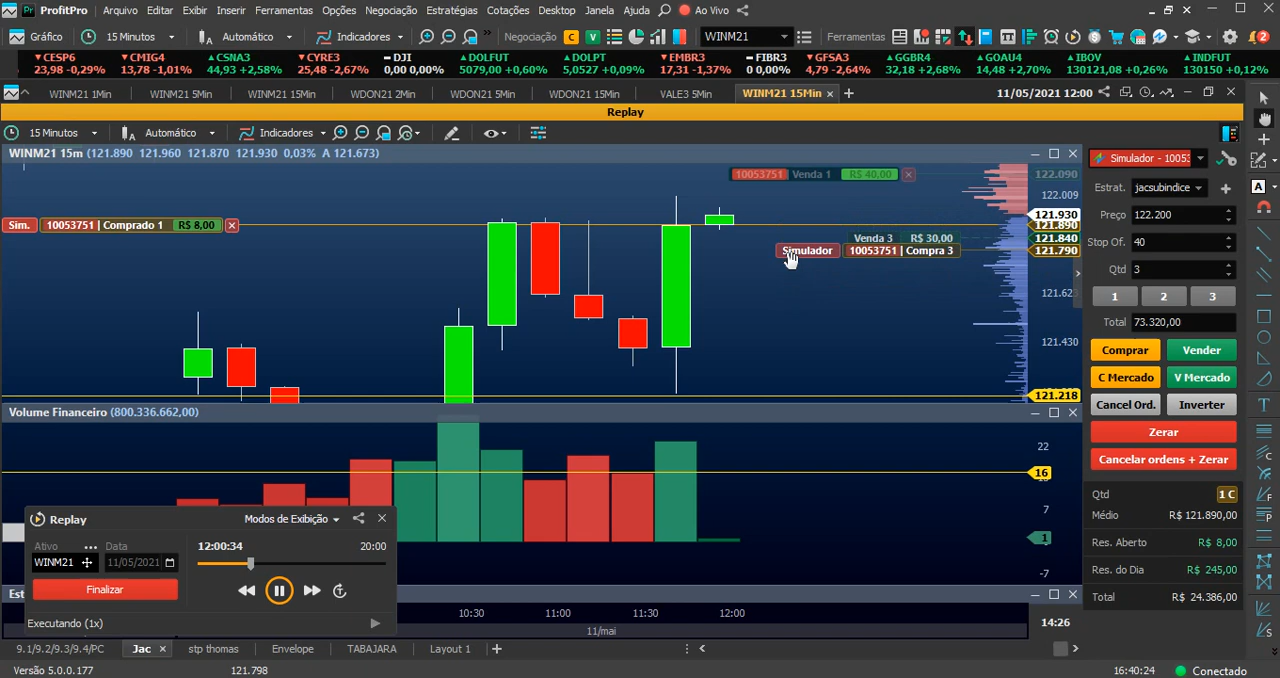 ProfitPro Arquivo Editar Exibir Inserir Ferramentas Opções Negociação Estratégias Cotações Desktop Janela Ajuda Ao Vivo
Gráfico 15 Minutos Automático Indicadores Negociação C V WINM21 Ferramentas 2
CESP6 CMIG4 CSNA3 CYRE3 DJI DOLFUT DOLPT EMBR3 FIBR3 GFSA3 GGBR4 GOAU4 IBOV INDFUT
23,98 -0,29% 13,78 -1,01% 44,93 +2,58% 25,48 -2,67% 0,00 0,00% 5079,00 +0,60% 5,0527 +0,09% 17,31 -1,37% 0 0,00% 4,79 -2,64% 32,18 +2,68% 14,48 +2,70% 130121,08 +0,26% 130150 +0,12%
WINM21 1Min WINM21 5Min WINM21 15Min WDON21 2Min WDON21 5Min WDON21 15Min VALE3 5Min WINM21 15Min 11/05/2021 12:00
Replay
15 Minutos Automático Indicadores
WINM21 15m (121.890 121.960 121.870 121.930 0,03% A 121.673)
10053751 Venda 1 R$ 40,00 122.090
122.009
121.930
Sim. 10053751 | Comprado 1 R$ 8,00 121.890
Venda 3 R$ 30,00 121.840
Simulador 10053751 | Compra 3 121.790
121.623
121.430
121.218
Volume Financeiro (800.336.662,00)
22
16
7
1
-7
10:30 11:00 11:30 12:00
11/mai
14:26
Replay Modos de Exibição
Ativo Data 12:00:34 20:00
WINM21 11/05/2021
Finalizar
Executando (1x)
Simulador - 10053
Estrat. jacsubindice
Preço 122.200
Stop Of. 40
Qtd 3
1 2 3
Total 73.320,00
Comprar Vender
C Mercado V Mercado
Cancel Ord. Inverter
Zerar
Cancelar ordens + Zerar
Qtd 1 C
Médio R$ 121.890,00
Res. Aberto R$ 8,00
Res. do Dia R$ 245,00
Total R$ 24.386,00
9.1/9.2/9.3/9.4/PC Jac stp thomas Envelope TABAJARA Layout 1
Versão 5.0.0.177 121.798 16:40:24 Conectado